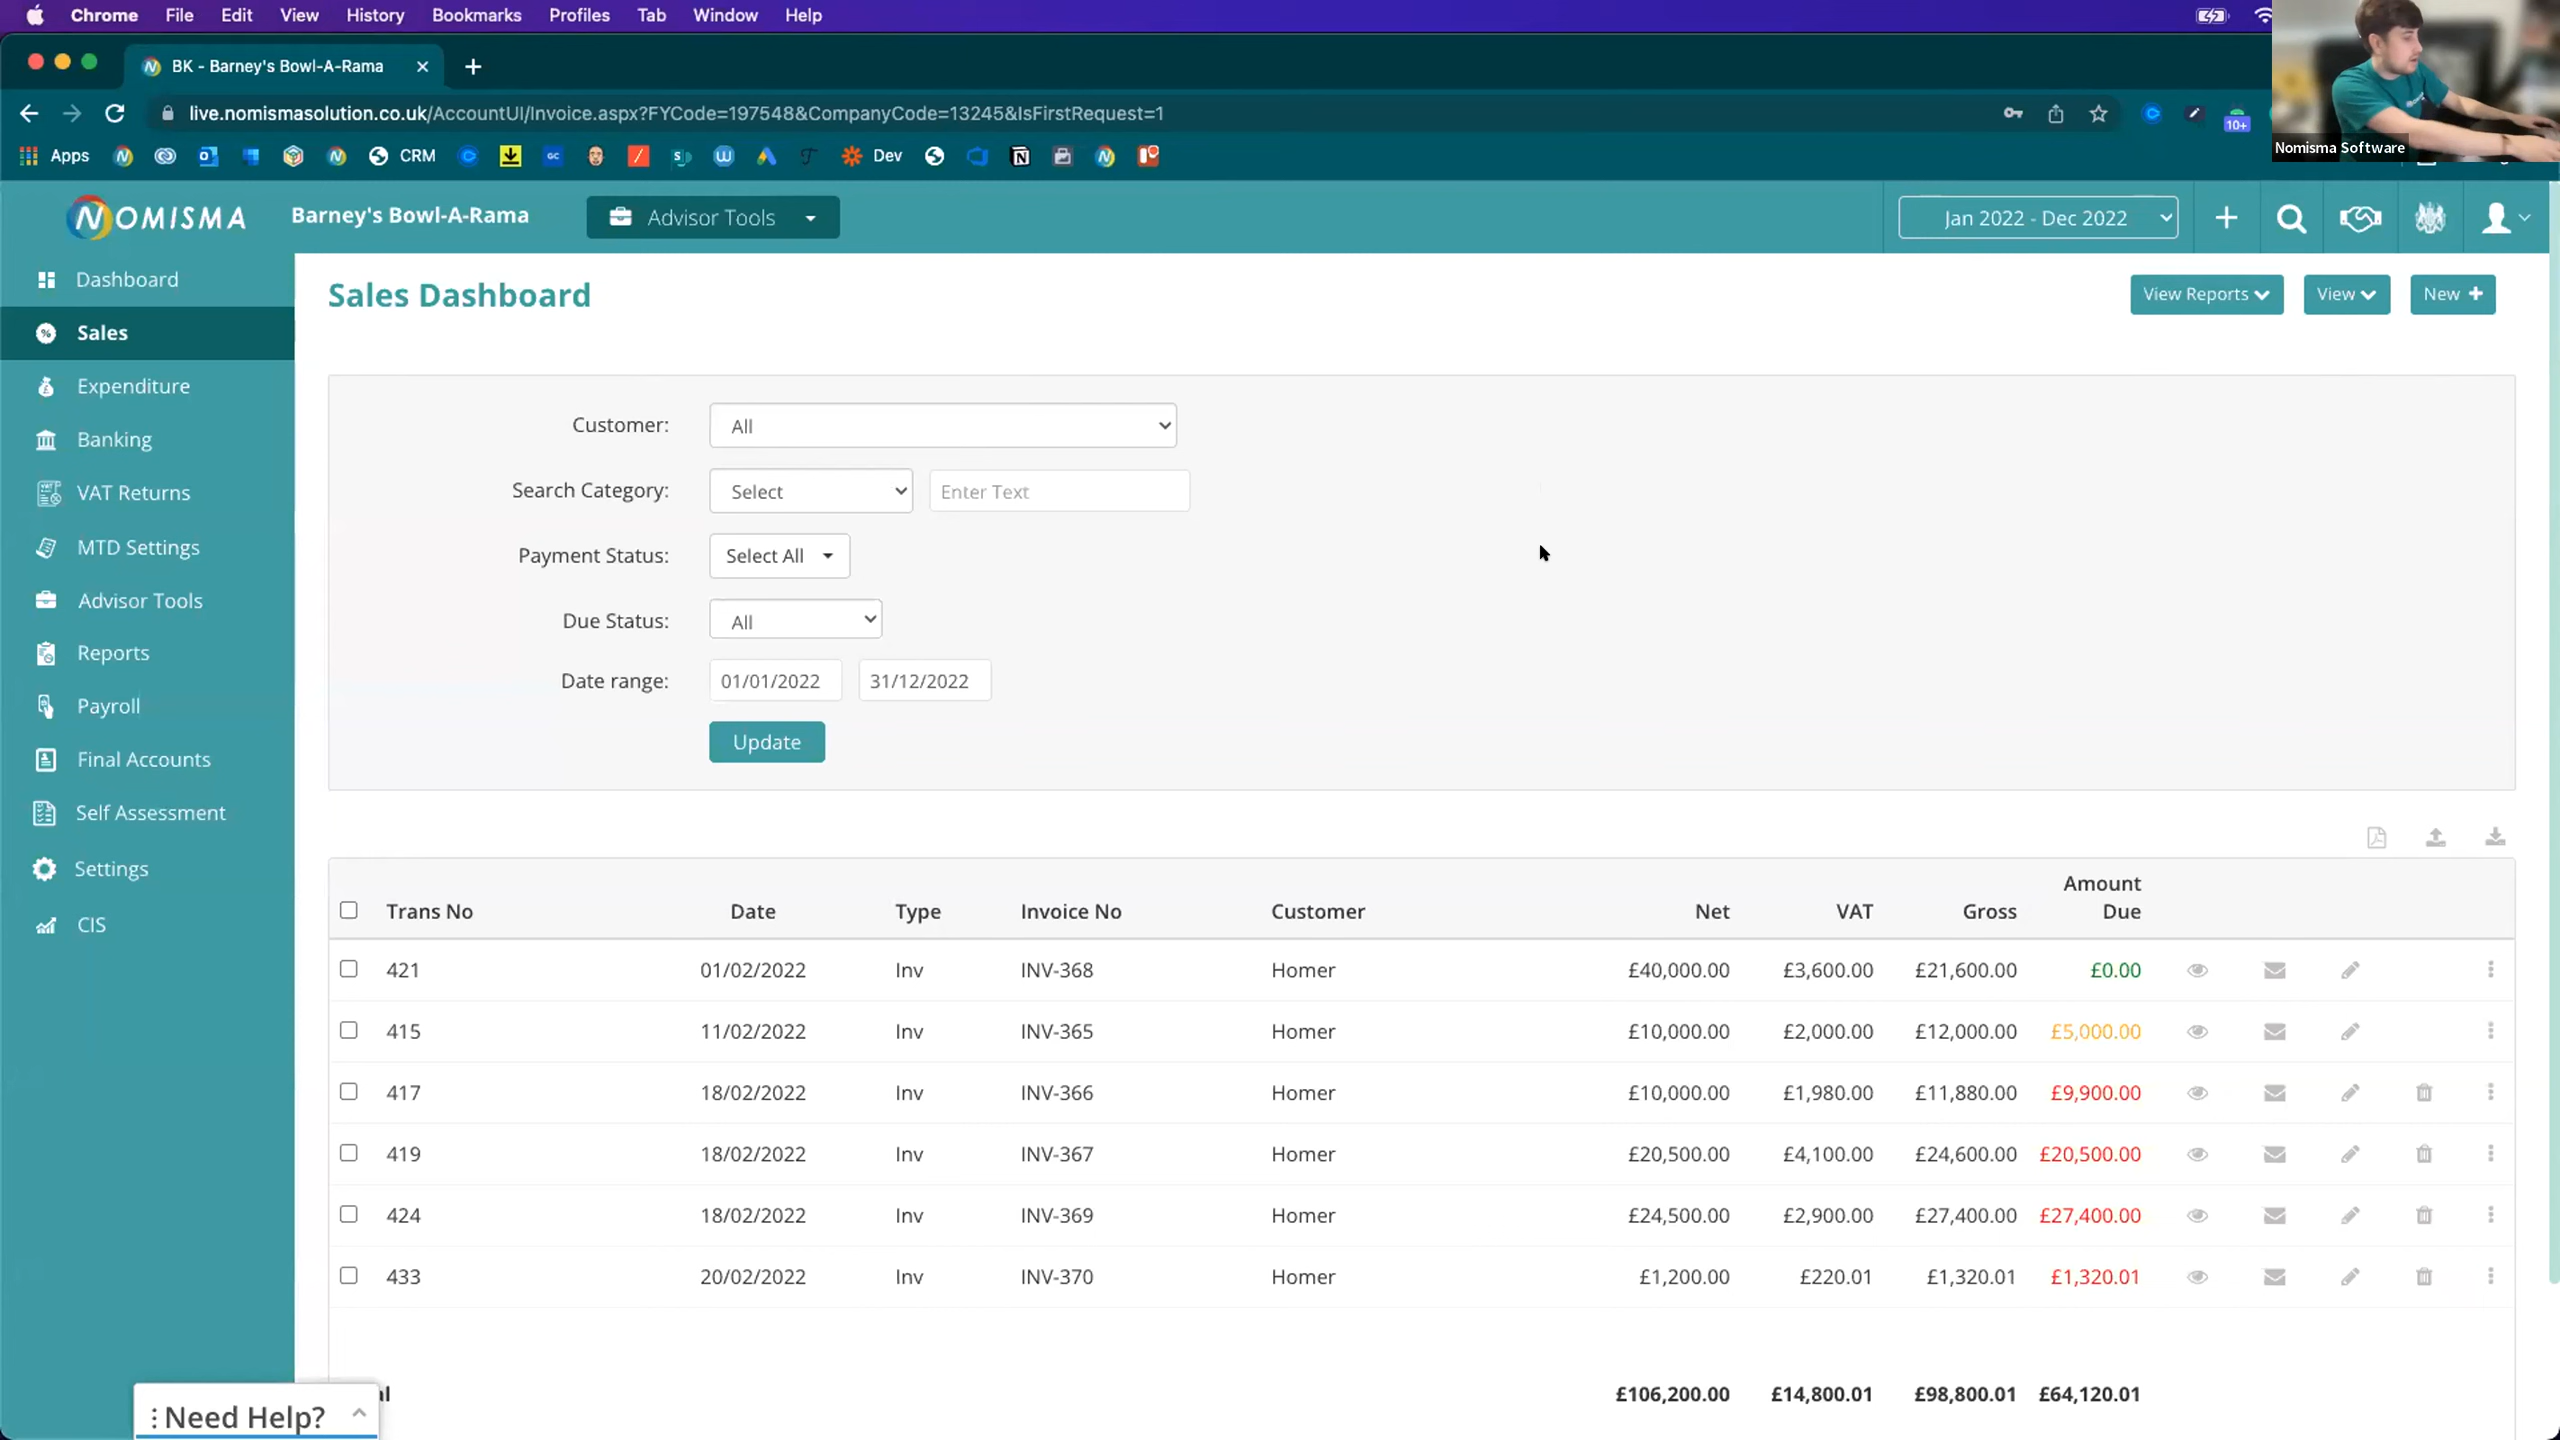 Chrome File Edit View History Bookmarks Profiles Tab Window Help
BK - Barney's Bowl-A-Rama
live.nomismasolution.co.uk/AccountUI/Invoice.aspx?FYCode=197548&CompanyCode=13245&IsFirstRequest=1
10+
Apps CRM GC Dev
Nomisma Software
NOMISMA Barney's Bowl-A-Rama Advisor Tools Jan 2022 - Dec 2022
Dashboard
Sales
Expenditure
Banking
VAT Returns
MTD Settings
Advisor Tools
Reports
Payroll
Final Accounts
Self Assessment
Settings
CIS
Sales Dashboard View Reports View New
Customer: All
Search Category: Select Enter Text
Payment Status: Select All
Due Status: All
Date range: 01/01/2022 31/12/2022
Update
Trans No Date Type Invoice No Customer Net VAT Gross Amount Due
421 01/02/2022 Inv INV-368 Homer £40,000.00 £3,600.00 £21,600.00 £0.00
415 11/02/2022 Inv INV-365 Homer £10,000.00 £2,000.00 £12,000.00 £5,000.00
417 18/02/2022 Inv INV-366 Homer £10,000.00 £1,980.00 £11,880.00 £9,900.00
419 18/02/2022 Inv INV-367 Homer £20,500.00 £4,100.00 £24,600.00 £20,500.00
424 18/02/2022 Inv INV-369 Homer £24,500.00 £2,900.00 £27,400.00 £27,400.00
433 20/02/2022 Inv INV-370 Homer £1,200.00 £220.01 £1,320.01 £1,320.01
£106,200.00 £14,800.01 £98,800.01 £64,120.01
Need Help?